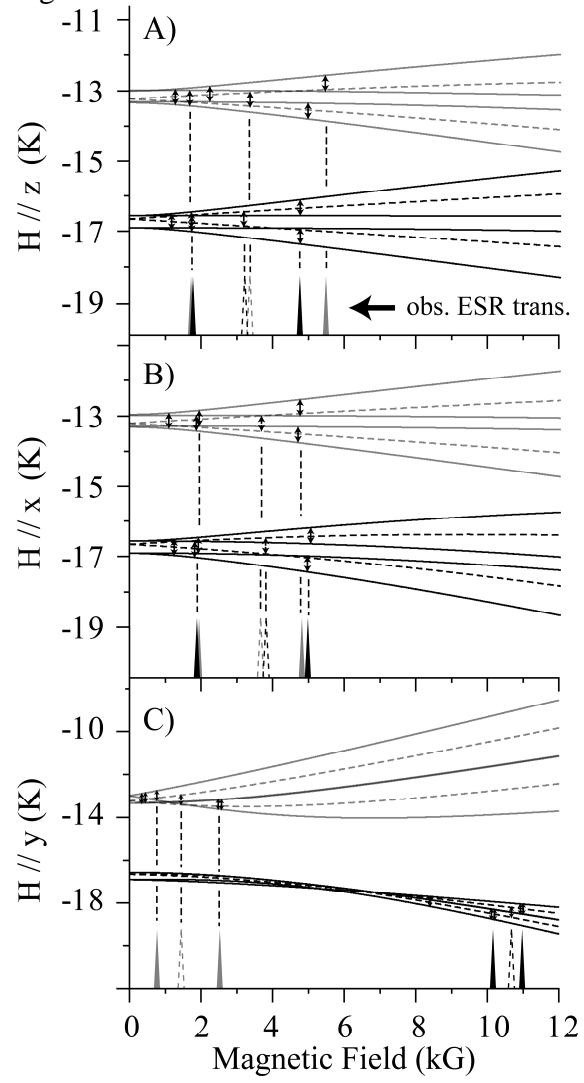 A)
-11
-13
-15
-17
-19
H // z (K)
obs. ESR trans.
B)
-13
-15
-17
-19
H // x (K)
C)
-10
-14
-18
H // y (K)
0 2 4 6 8 10 12
Magnetic Field (kG)